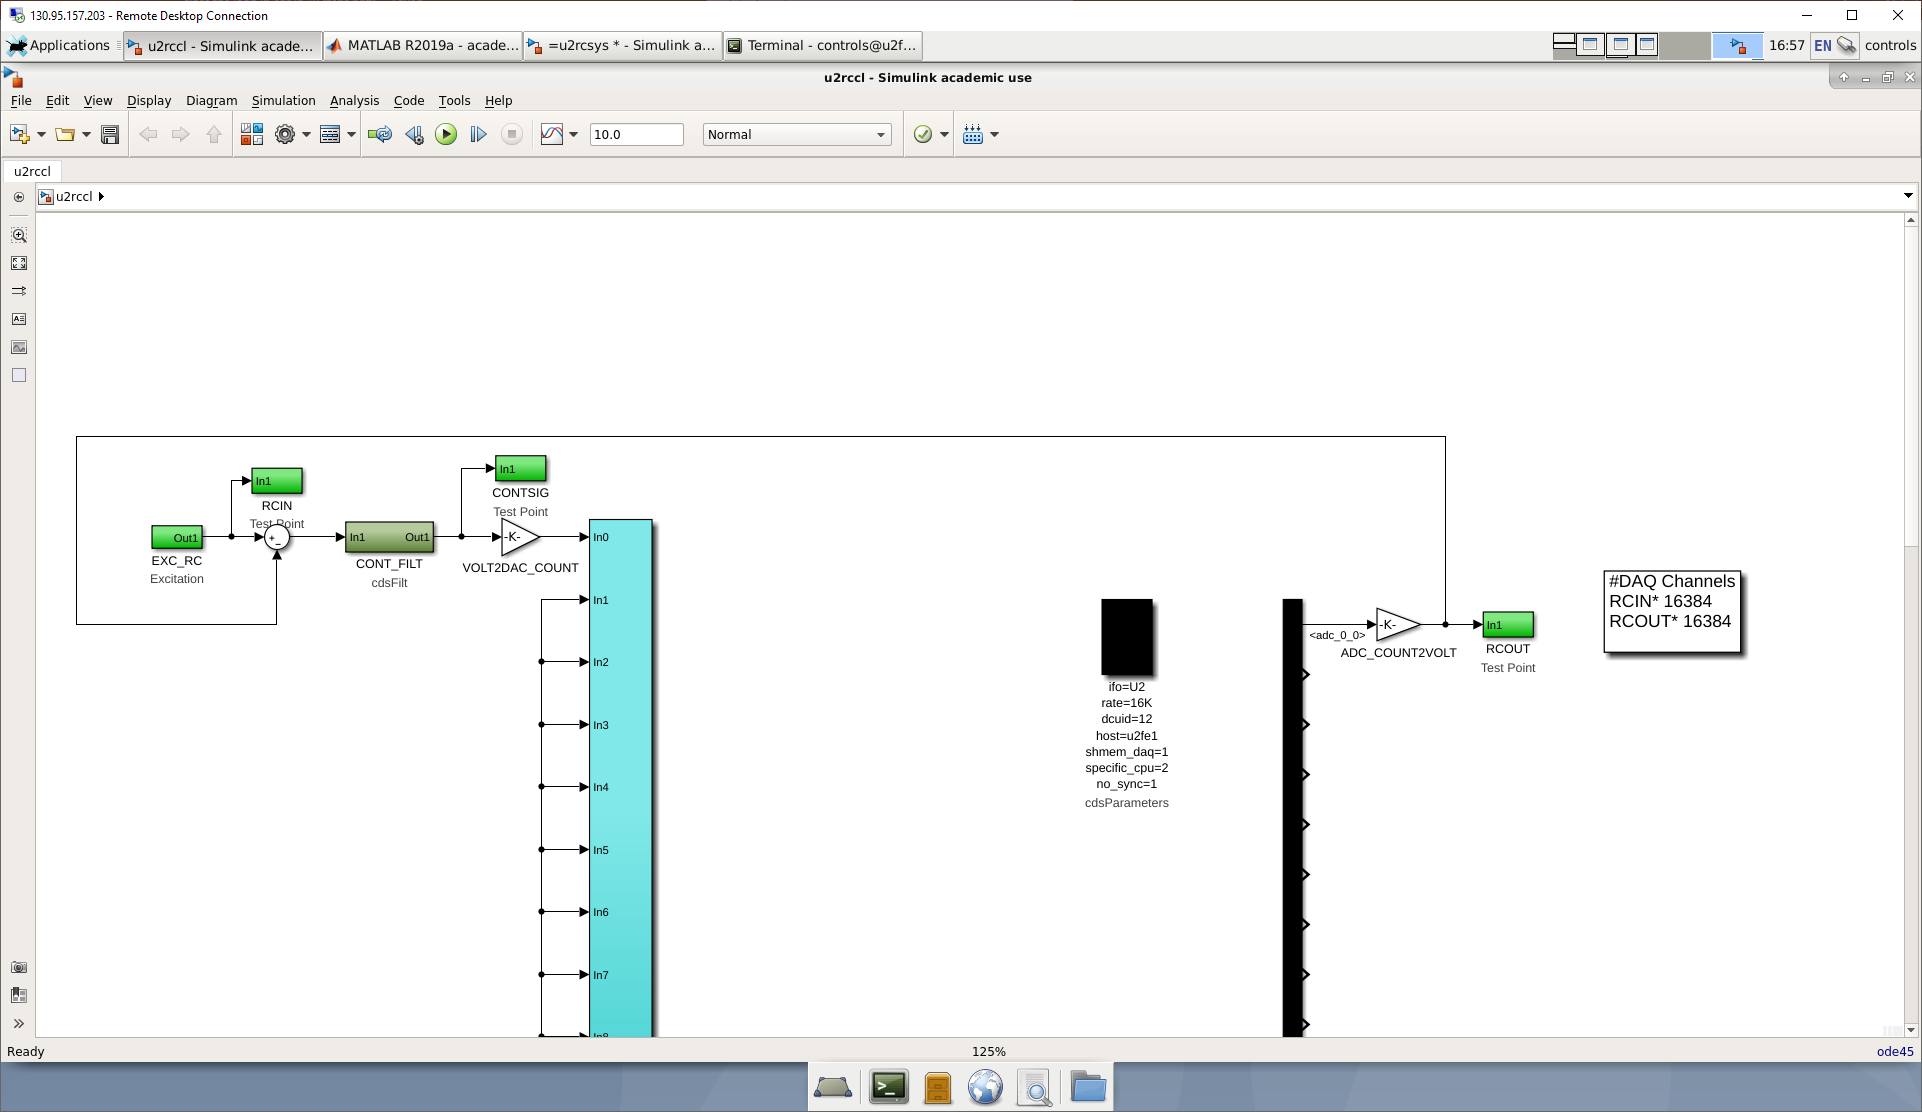 130.95.157.203 - Remote Desktop Connection
Applications
u2rccl - Simulink acade...
MATLAB R2019a - acade...
=u2rcsys * - Simulink a...
Terminal - controls@u2f...
16:57
EN
controls
u2rccl - Simulink academic use
File Edit View Display Diagram Simulation Analysis Code Tools Help
10.0
Normal
u2rccl
u2rccl
In1
CONTSIG
Test Point
In1
RCIN
Test Point
Out1
EXC_RC
Excitation
+
-
In1 Out1
CONT_FILT
cdsFilt
-K-
VOLT2DAC_COUNT
In0
In1
In2
In3
In4
In5
In6
In7
In8
ifo=U2
rate=16K
dcuid=12
host=u2fe1
shmem_daq=1
specific_cpu=2
no_sync=1
cdsParameters
<adc_0_0>
-K-
ADC_COUNT2VOLT
In1
RCOUT
Test Point
#DAQ Channels
RCIN* 16384
RCOUT* 16384
Ready
125%
ode45